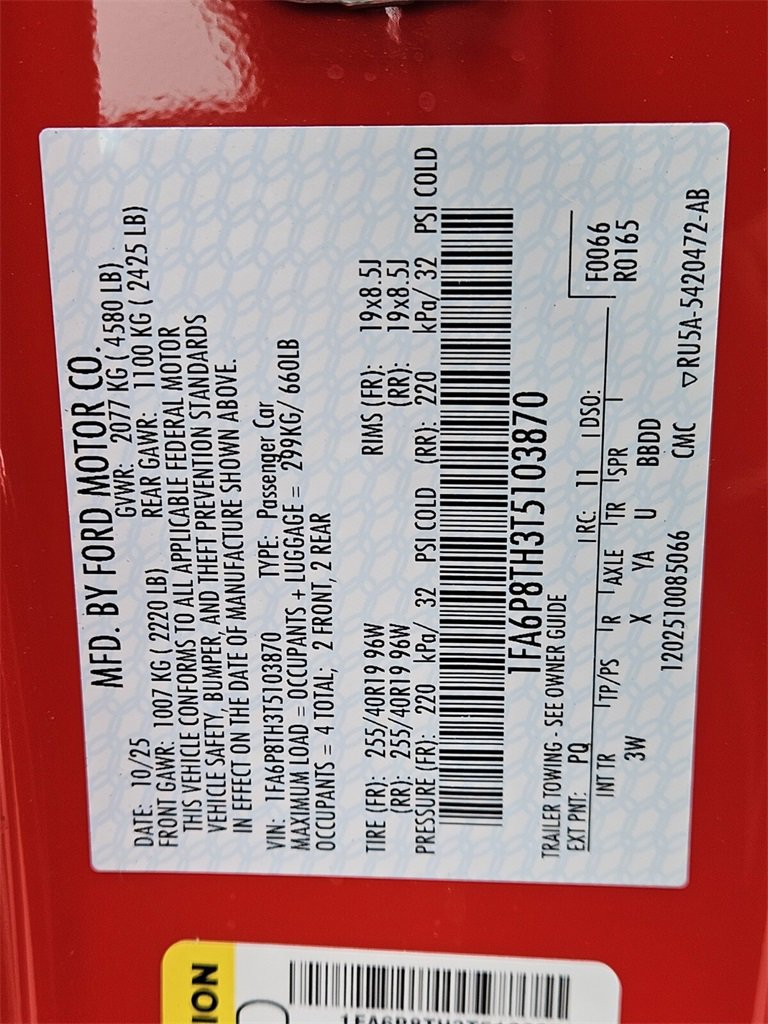 MFD. BY FORD MOTOR CO.
DATE: 10/25 GVWR: 2077 KG ( 4580 LB)
FRONT GAWR: 1007 KG ( 2220 LB) REAR GAWR: 1100 KG ( 2425 LB)
THIS VEHICLE CONFORMS TO ALL APPLICABLE FEDERAL MOTOR
VEHICLE SAFETY, BUMPER, AND THEFT PREVENTION STANDARDS
IN EFFECT ON THE DATE OF MANUFACTURE SHOWN ABOVE.
VIN: 1FA6P8TH3T5103870 TYPE: Passenger Car
MAXIMUM LOAD = OCCUPANTS + LUGGAGE = 299KG/ 660LB
OCCUPANTS = 4 TOTAL; 2 FRONT, 2 REAR
TIRE (FR): 255/40R19 96W RIMS (FR): 19x8.5J
(RR): 255/40R19 96W (RR): 19x8.5J
PRESSURE (FR): 220 kPa/ 32 PSI COLD (RR): 220 kPa/ 32 PSI COLD
1FA6P8TH3T5103870
TRAILER TOWING - SEE OWNER GUIDE
EXT PNT: PQ RC: 11 DSO: F0066
R0165
INT TR TP/PS R AXLE TR SPR
3W X YA U BBDD
1202510085066 CMC ▽RU5A-5420472-AB
ION